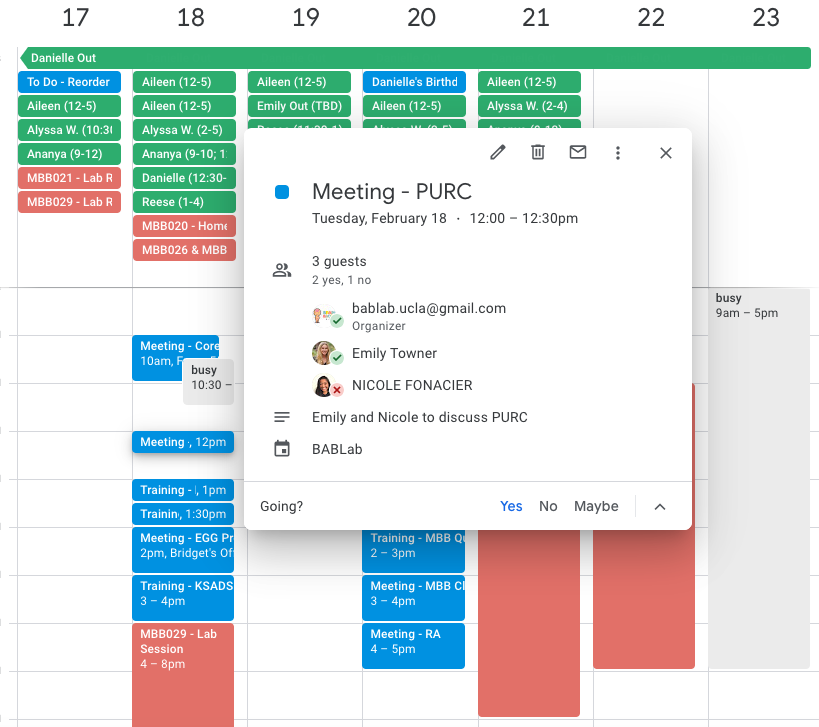 17 18 19 20 21 22 23
Danielle Out
To Do - Reorder
Aileen (12-5)
Alyssa W. (10:30
Ananya (9-12)
MBB021 - Lab R
MBB029 - Lab R
Aileen (12-5)
Aileen (12-5)
Alyssa W. (2-5)
Ananya (9-10; 1
Danielle (12:30-
Reese (1-4)
MBB020 - Home
MBB026 & MBB
Aileen (12-5)
Emily Out (TBD)
Danielle's Birthd
Aileen (12-5)
Aileen (12-5)
Alyssa W. (2-4)
Meeting - PURC
Tuesday, February 18 · 12:00 – 12:30pm
3 guests
2 yes, 1 no
bablab.ucla@gmail.com
Organizer
Emily Towner
NICOLE FONACIER
Emily and Nicole to discuss PURC
BABLab
Going?
Yes No Maybe
Meeting - Core
10am,
busy
10:30 –
Meeting -, 12pm
Training - , 1pm
Trainin, 1:30pm
Meeting - EGG Pr
2pm, Bridget's Of
Training - KSADS
3 – 4pm
MBB029 - Lab
Session
4 – 8pm
Training - MBB Qu
2 – 3pm
Meeting - MBB Cl
3 – 4pm
Meeting - RA
4 – 5pm
busy
9am – 5pm